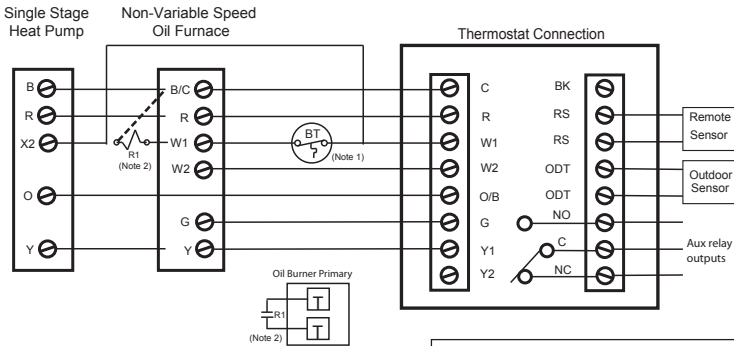 Single Stage
Heat Pump
Non-Variable Speed
Oil Furnace
Thermostat Connection
B
R
X2
O
Y
B/C
R
W1
W2
G
Y
R1
(Note 2)
BT
(Note 1)
C
R
W1
W2
O/B
G
Y1
Y2
BK
RS
RS
ODT
ODT
NO
C
NC
Remote
Sensor
Outdoor
Sensor
Aux relay
outputs
Oil Burner Primary
R1
(Note 2)
T
T